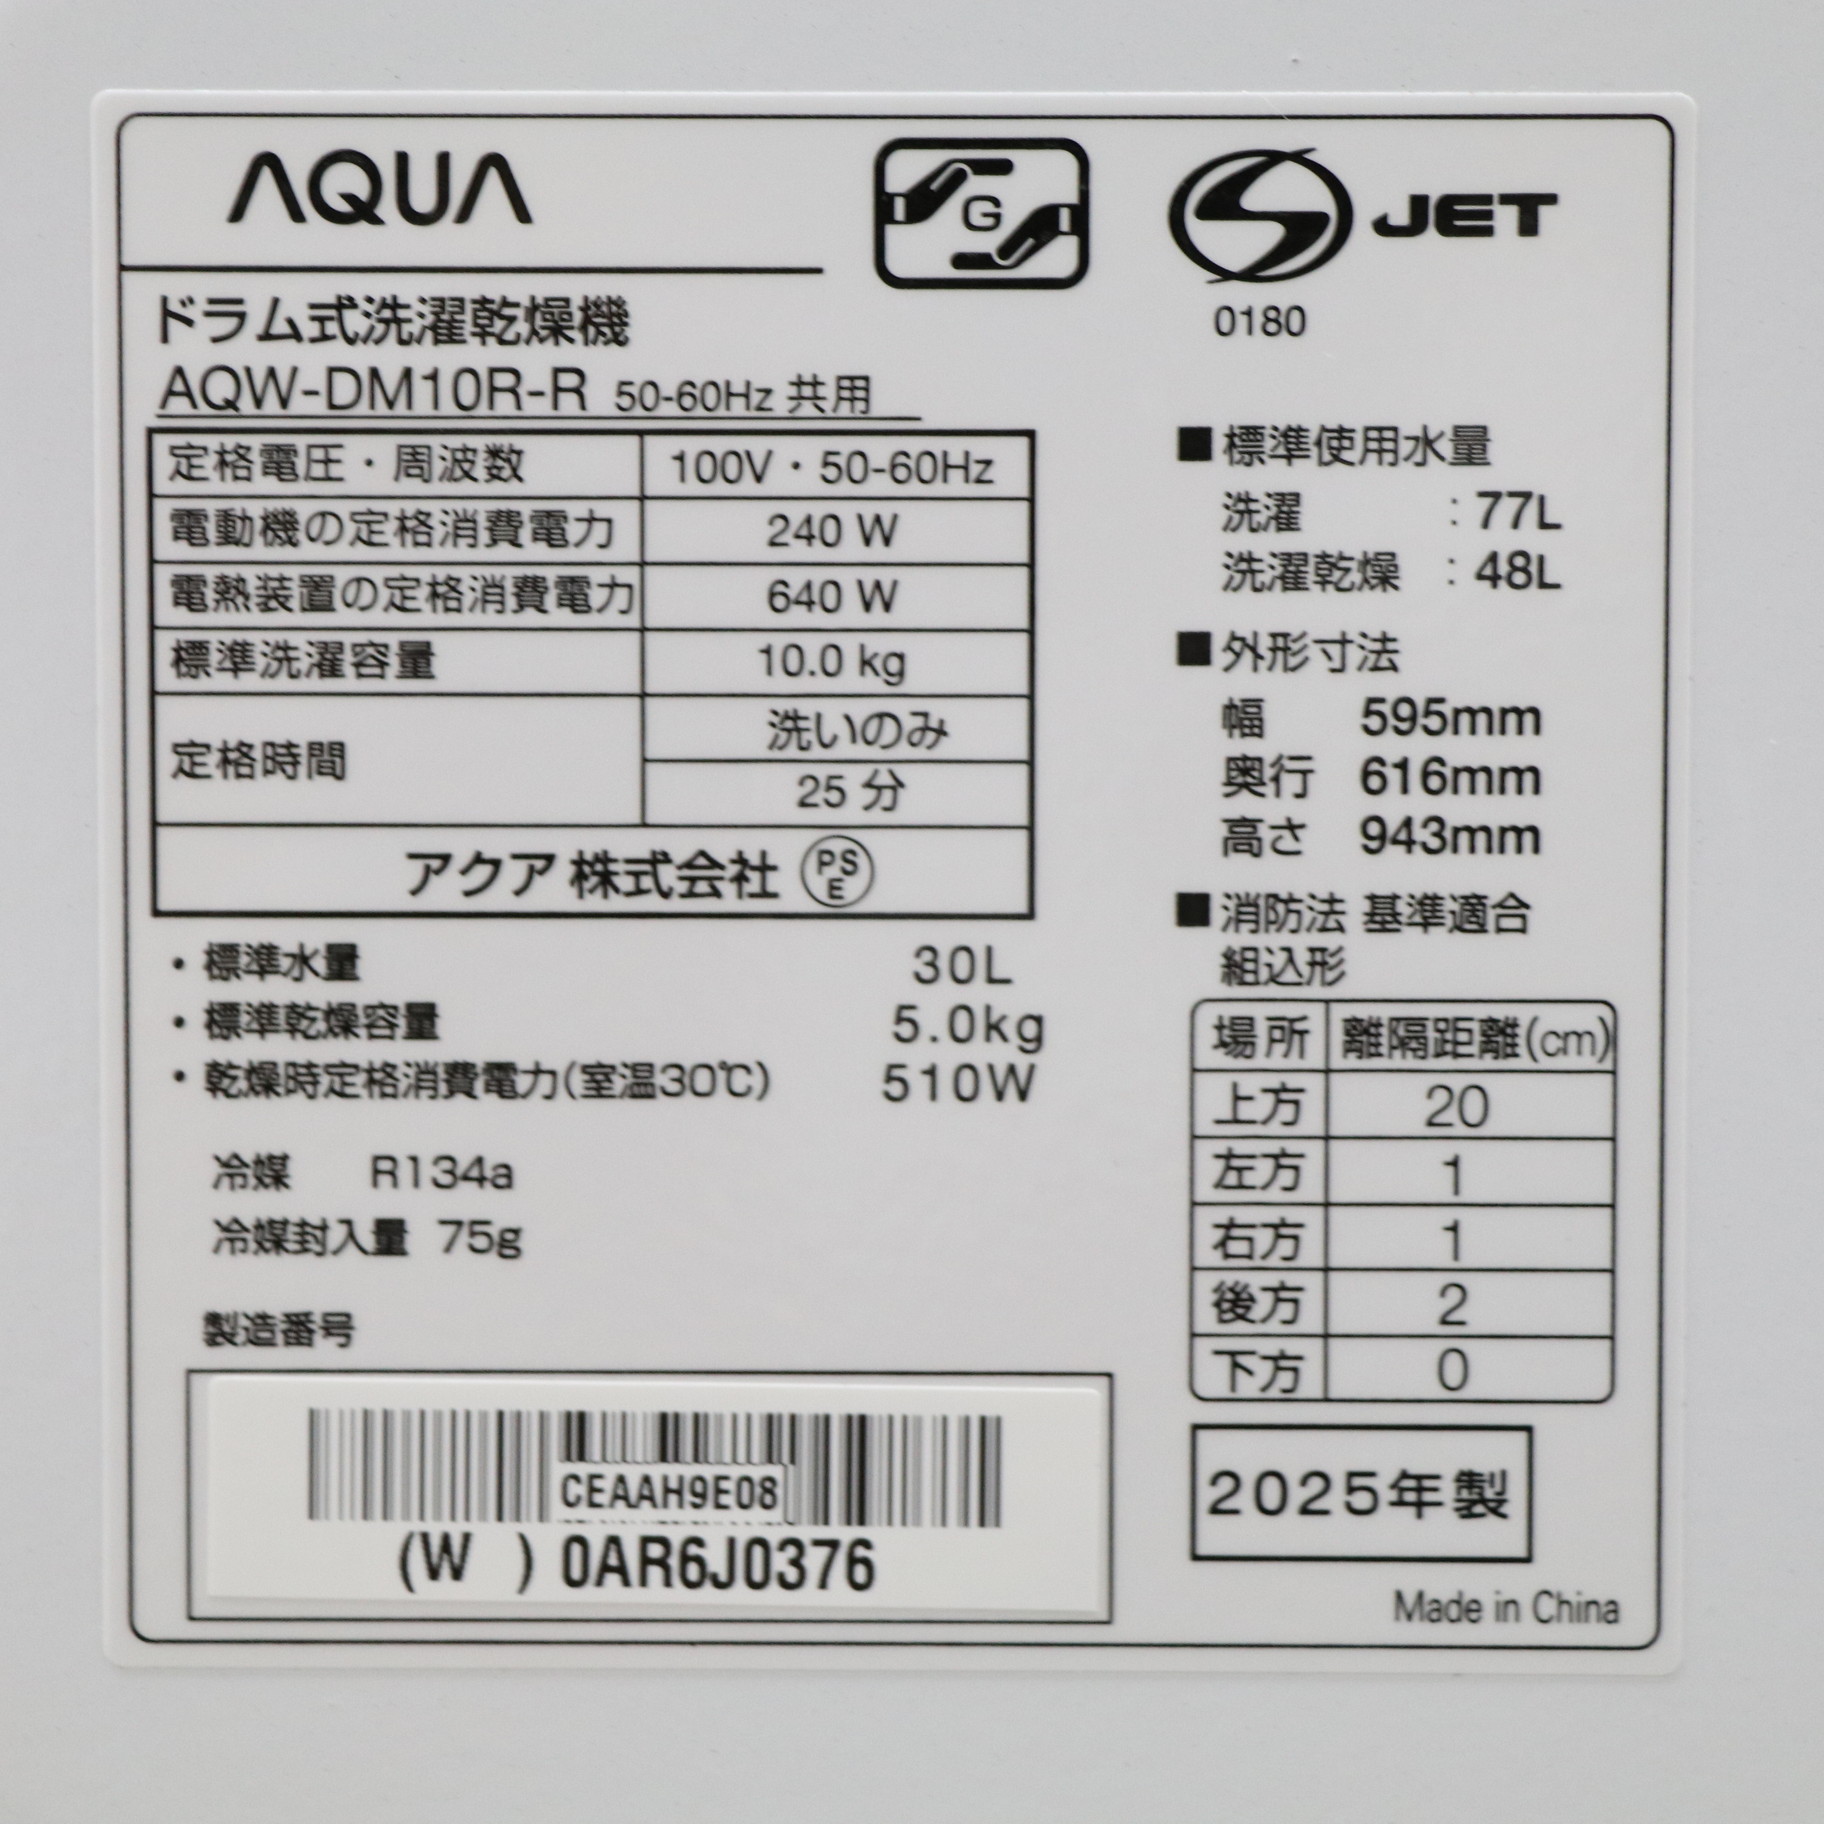 AQUA
G
JET
0180
ドラム式洗濯乾燥機
AQW-DM10R-R 50-60Hz 共用
定格電圧・周波数 100V・50-60Hz
電動機の定格消費電力 240 W
電熱装置の定格消費電力 640 W
標準洗濯容量 10.0 kg
定格時間 洗いのみ
25 分
アクア 株式会社 PSE
・標準水量 30L
・標準乾燥容量 5.0kg
・乾燥時定格消費電力(室温30℃) 510W
冷媒 R134a
冷媒封入量 75g
製造番号
CEAAH9E08
(W ) 0AR6J0376
■標準使用水量
洗濯 : 77L
洗濯乾燥 : 48L
■外形寸法
幅 595mm
奥行 616mm
高さ 943mm
■消防法 基準適合
組込形
場所 離隔距離(cm)
上方 20
左方 1
右方 1
後方 2
下方 0
2025年製
Made in China